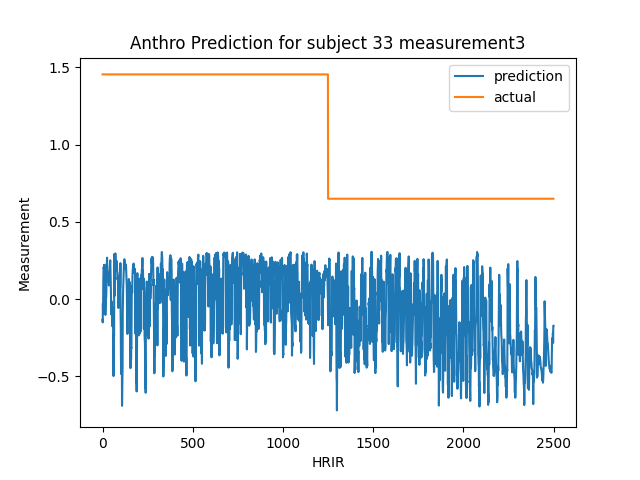 Anthro Prediction for subject 33 measurement3
prediction
actual
Measurement
1.5
1.0
0.5
0.0
−0.5
0
500
1000
1500
2000
2500
HRIR